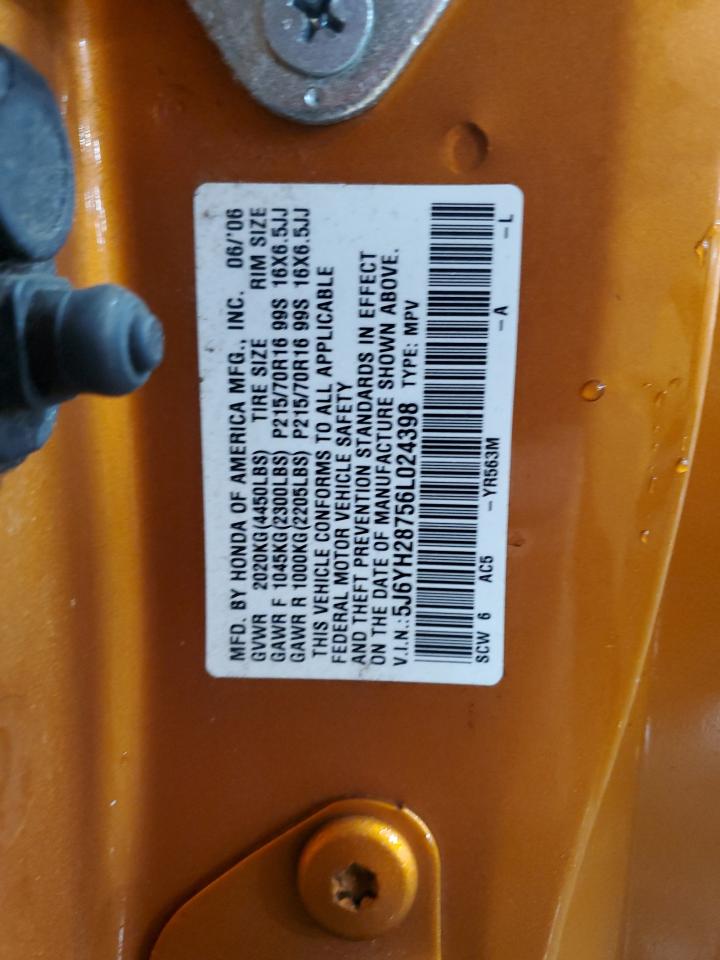 MFD. BY HONDA OF AMERICA MFG., INC. 06/'06
GVWR 2020KG(4450LBS) TIRE SIZE RIM SIZE
GAWR F 1045KG(2300LBS) P215/70R16 99S 16X6.5JJ
GAWR R 1000KG(2205LBS) P215/70R16 99S 16X6.5JJ
THIS VEHICLE CONFORMS TO ALL APPLICABLE
FEDERAL MOTOR VEHICLE SAFETY
AND THEFT PREVENTION STANDARDS IN EFFECT
ON THE DATE OF MANUFACTURE SHOWN ABOVE.
V.I.N.:5J6YH28756L024398 TYPE: MPV
SCW 6 AC5 -YR563M -A -L